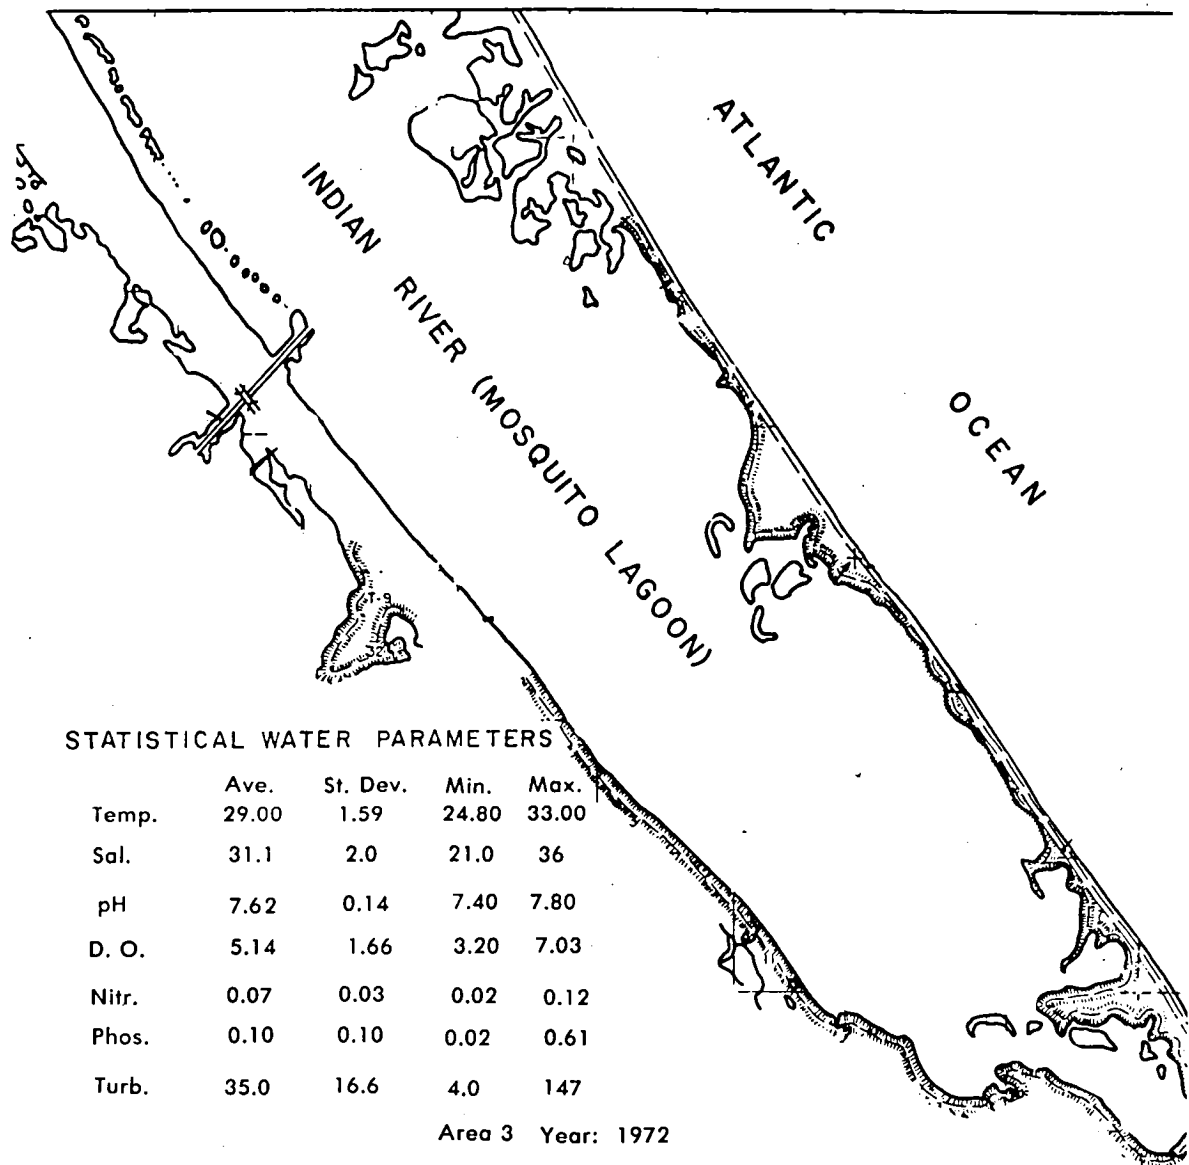 ATLANTIC
OCEAN
INDIAN RIVER (MOSQUITO LAGOON)
T-9
32
STATISTICAL WATER PARAMETERS
Ave. St. Dev. Min. Max.
Temp. 29.00 1.59 24.80 33.00
Sal. 31.1 2.0 21.0 36
pH 7.62 0.14 7.40 7.80
D. O. 5.14 1.66 3.20 7.03
Nitr. 0.07 0.03 0.02 0.12
Phos. 0.10 0.10 0.02 0.61
Turb. 35.0 16.6 4.0 147
Area 3 Year: 1972